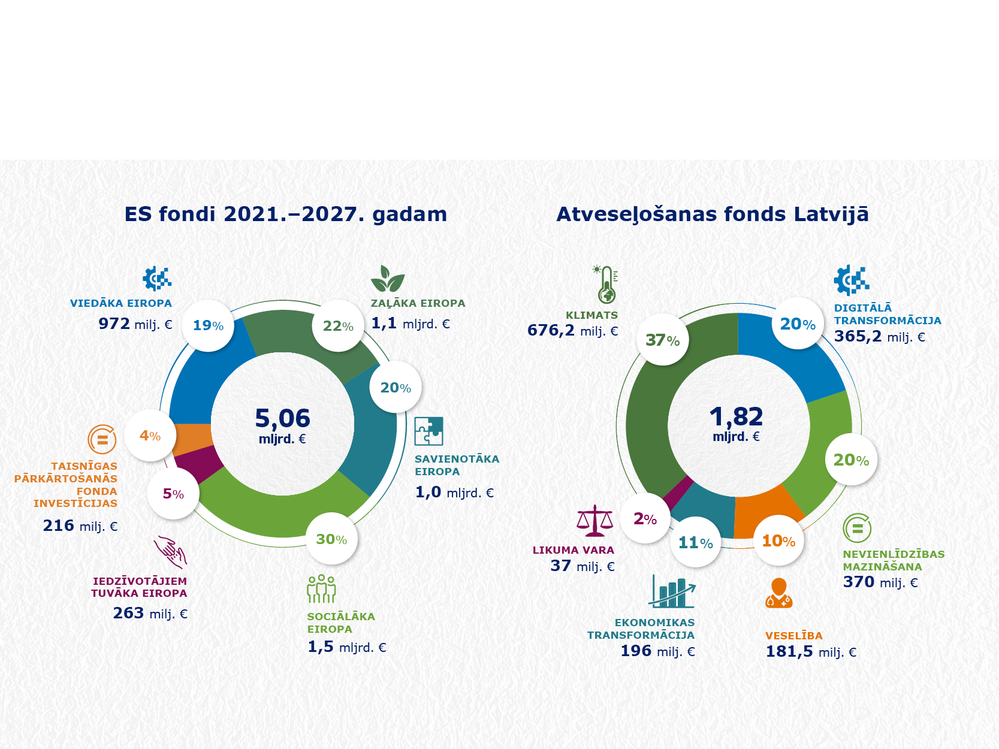 ES fondi 2021.–2027. gadam
VIEDĀKA EIROPA
972 milj. €
19%
ZAĻĀKA EIROPA
1,1 mljrd. €
22%
20%
SAVIENOTĀKA
EIROPA
1,0 mljrd. €
5,06
mljrd. €
4%
TAISNĪGAS
PĀRKĀRTOŠANĀS
FONDA
INVESTĪCIJAS
216 milj. €
5%
IEDZĪVOTĀJIEM
TUVĀKA EIROPA
263 milj. €
30%
SOCIĀLĀKA
EIROPA
1,5 mljrd. €
Atveseļošanas fonds Latvijā
KLIMATS
676,2 milj. €
37%
20%
DIGITĀLĀ
TRANSFORMĀCIJA
365,2 milj. €
1,82
mljrd. €
20%
NEVIENLĪDZĪBAS
MAZINĀŠANA
370 milj. €
2%
LIKUMA VARA
37 milj. €
11%
EKONOMIKAS
TRANSFORMĀCIJA
196 milj. €
10%
VESELĪBA
181,5 milj. €